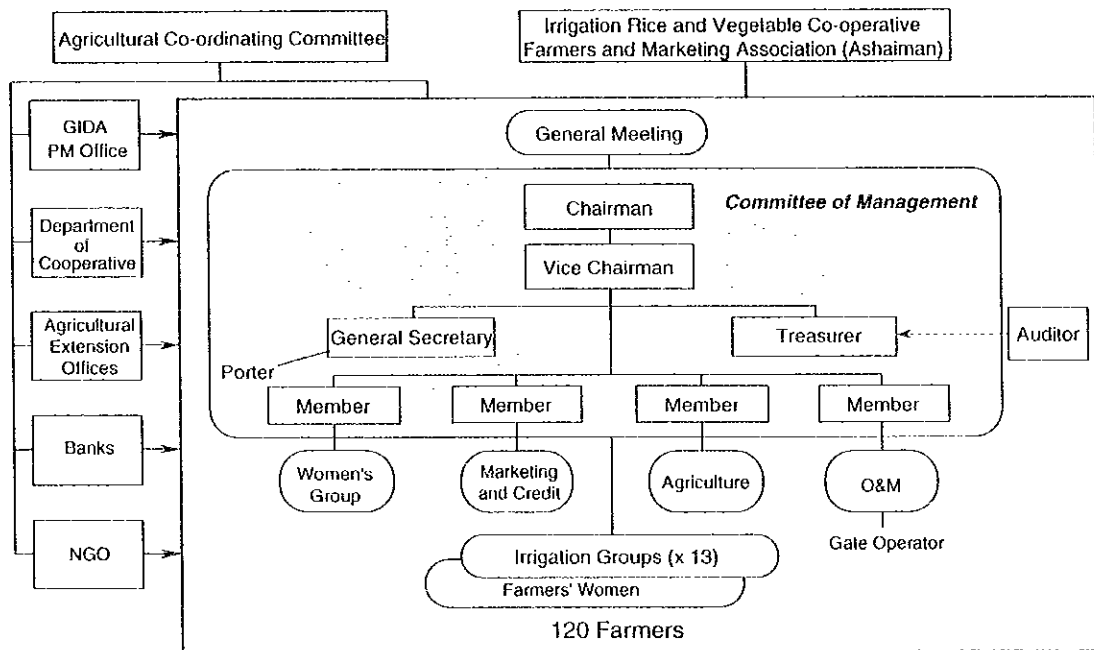 Agricultural Co-ordinating Committee
Irrigation Rice and Vegetable Co-operative
Farmers and Marketing Association (Ashaiman)
GIDA
PM Office
Department
of
Cooperative
Agricultural
Extension
Offices
Banks
NGO
General Meeting
Committee of Management
Chairman
Vice Chairman
General Secretary
Treasurer
Auditor
Porter
Member
Member
Member
Member
Women's
Group
Marketing
and Credit
Agriculture
O&M
Gate Operator
Irrigation Groups (x 13)
Farmers' Women
120 Farmers